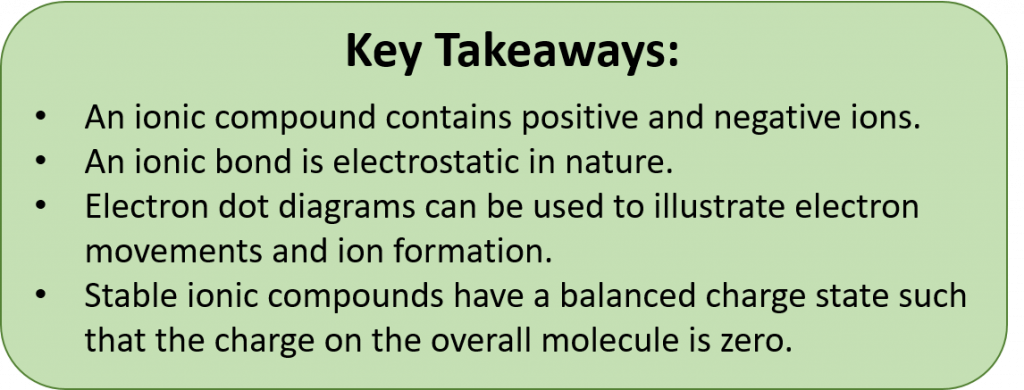 Key Takeaways:
• An ionic compound contains positive and negative ions.
• An ionic bond is electrostatic in nature.
• Electron dot diagrams can be used to illustrate electron
movements and ion formation.
• Stable ionic compounds have a balanced charge state such
that the charge on the overall molecule is zero.